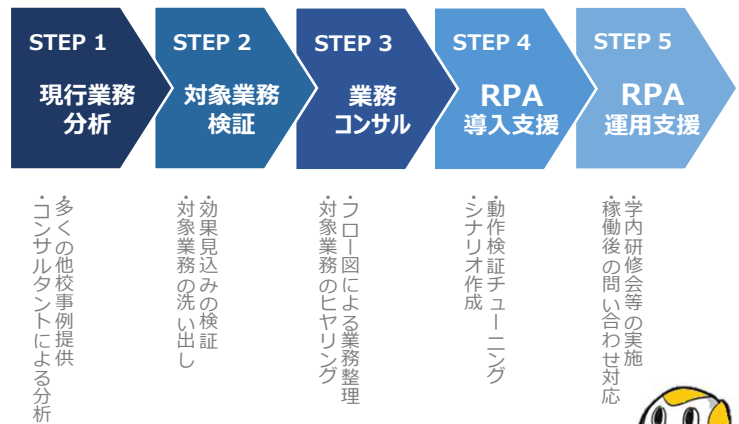 STEP 1
現行業務
分析
STEP 2
対象業務
検証
STEP 3
業務
コンサル
STEP 4
RPA
導入支援
STEP 5
RPA
運用支援
・多くの他校事例提供
・コンサルタントによる分析
・効果見込みの検証
・対象業務の洗い出し
・フロー図による業務整理
・対象業務のヒヤリング
・動作検証チューニング
・シナリオ作成
・学内研修会等の実施
・稼働後の問い合わせ対応